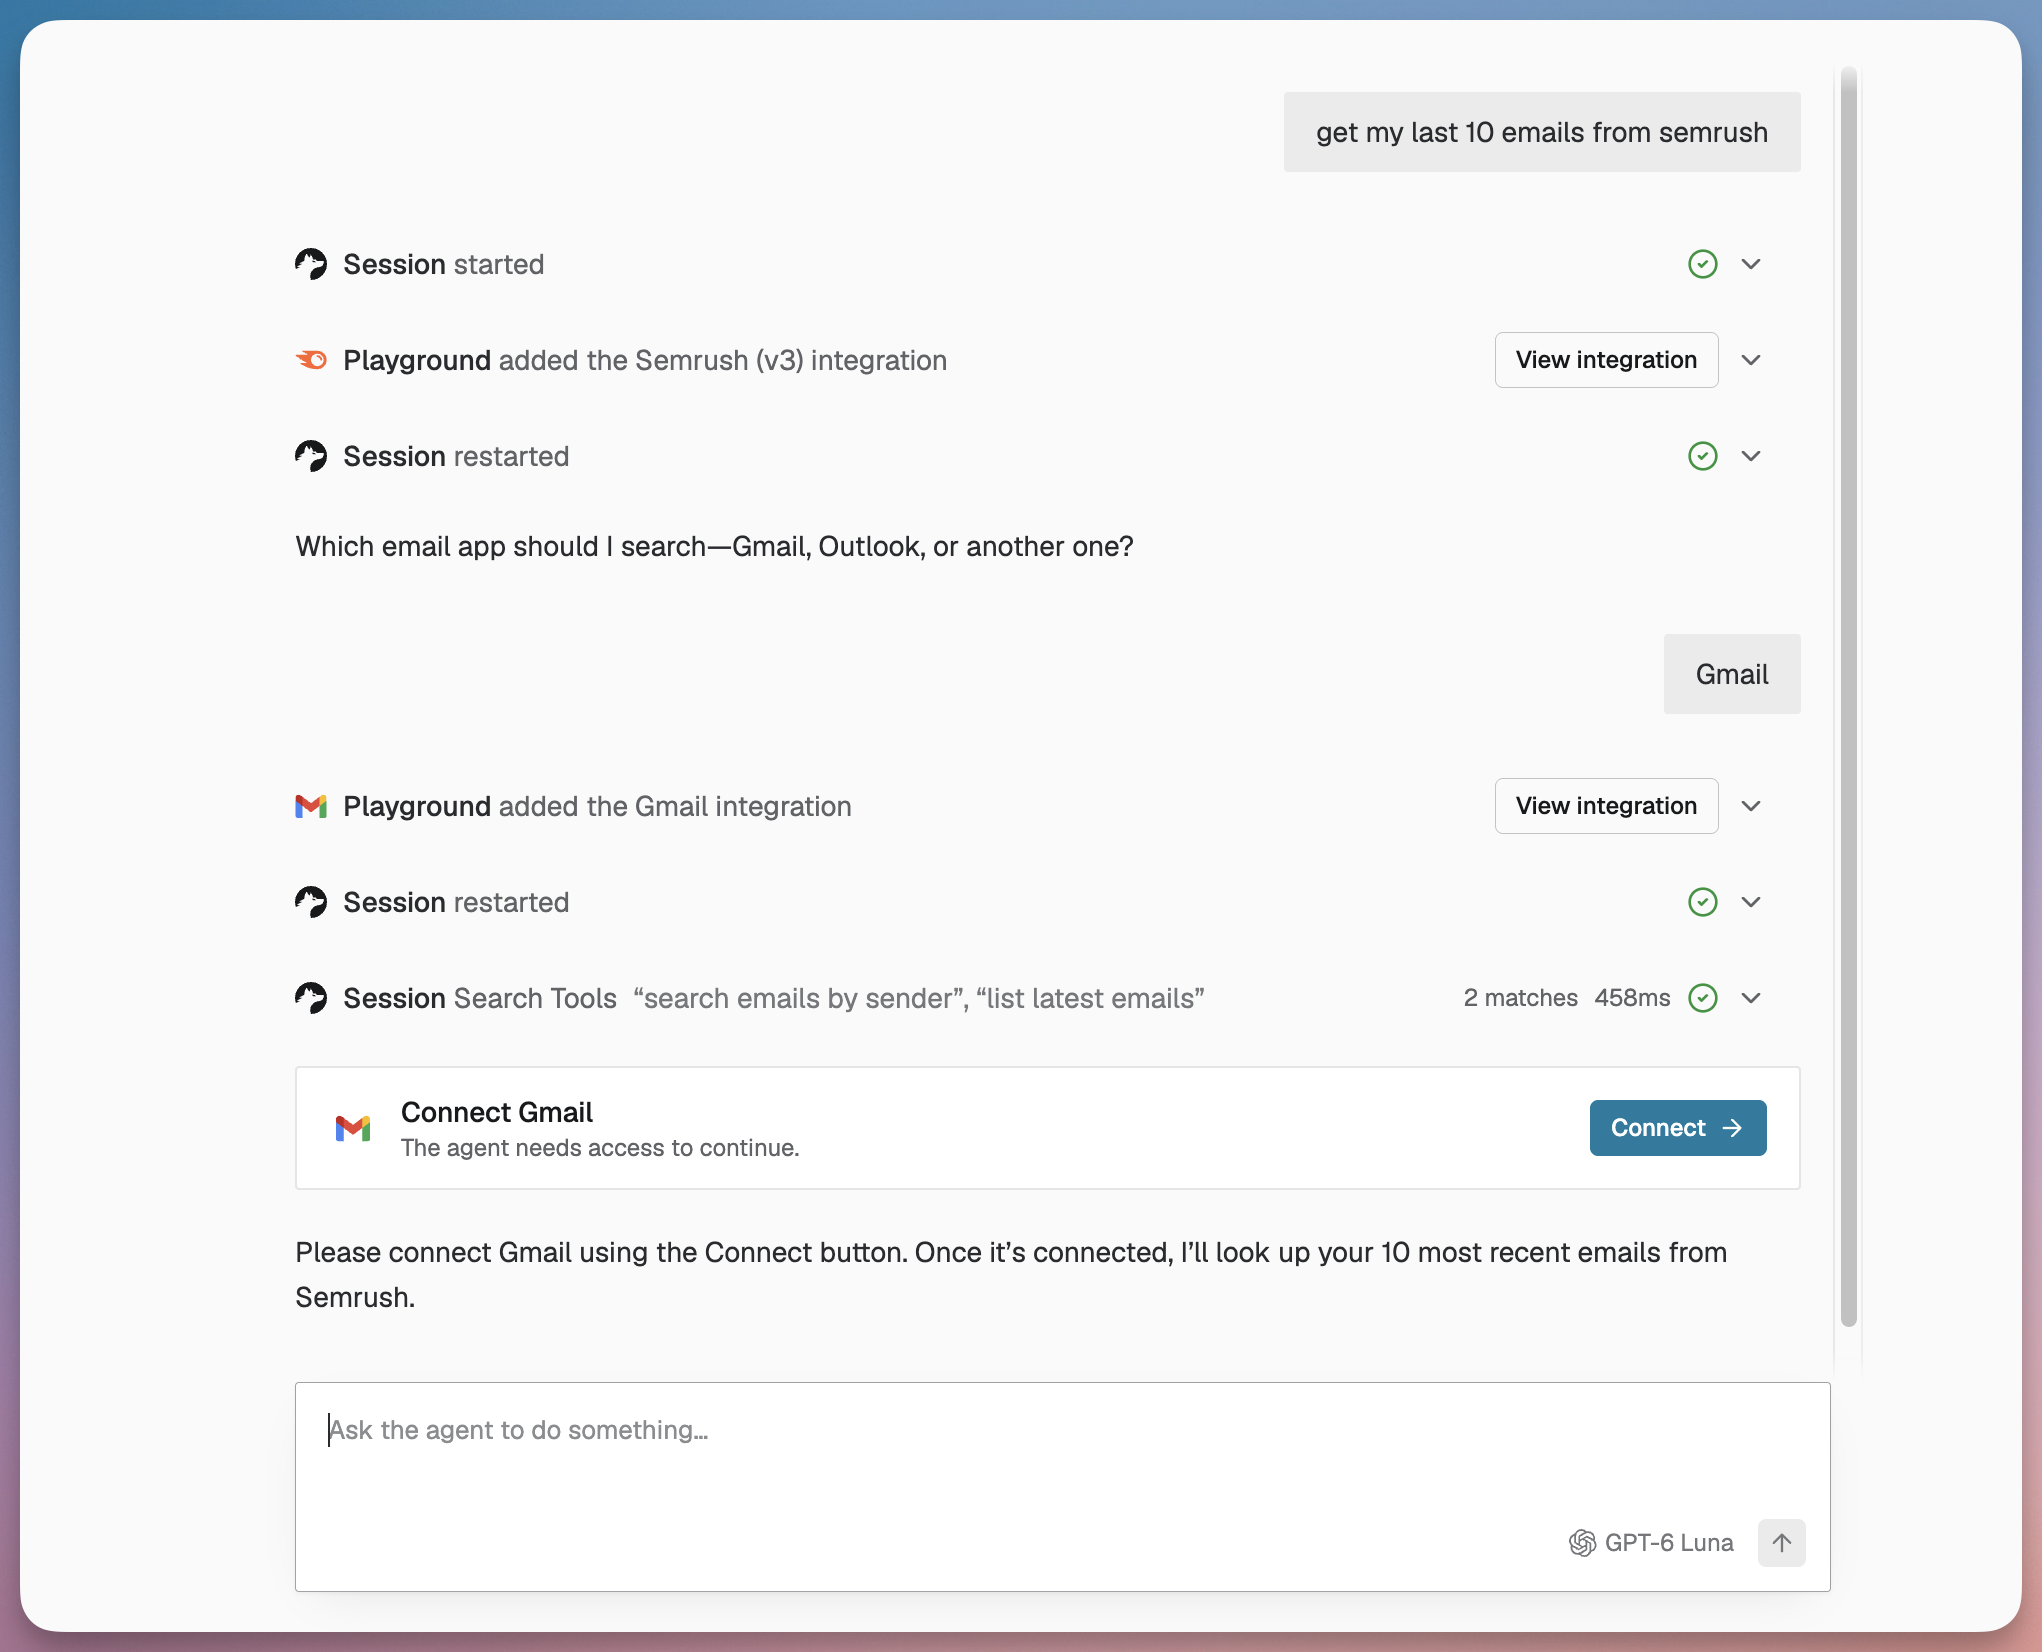 get my last 10 emails from semrush
Session started
Playground added the Semrush (v3) integration View integration
Session restarted
Which email app should I search—Gmail, Outlook, or another one?
Gmail
Playground added the Gmail integration View integration
Session restarted
Session Search Tools “search emails by sender”, “list latest emails” 2 matches 458ms
Connect Gmail
The agent needs access to continue.
Connect →
Please connect Gmail using the Connect button. Once it’s connected, I’ll look up your 10 most recent emails from
Semrush.
Ask the agent to do something…
GPT-6 Luna